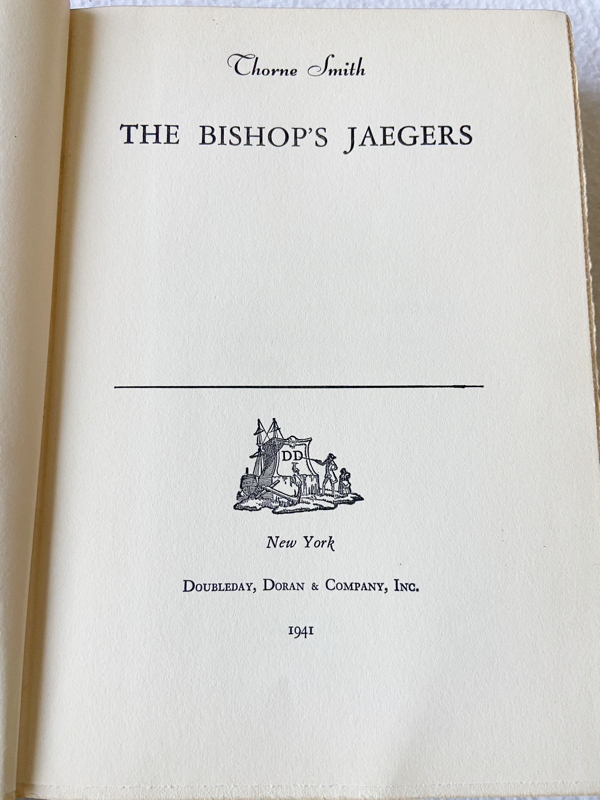 Thorne Smith
THE BISHOP'S JAEGERS
DD
New York
Doubleday, Doran & Company, Inc.
1941